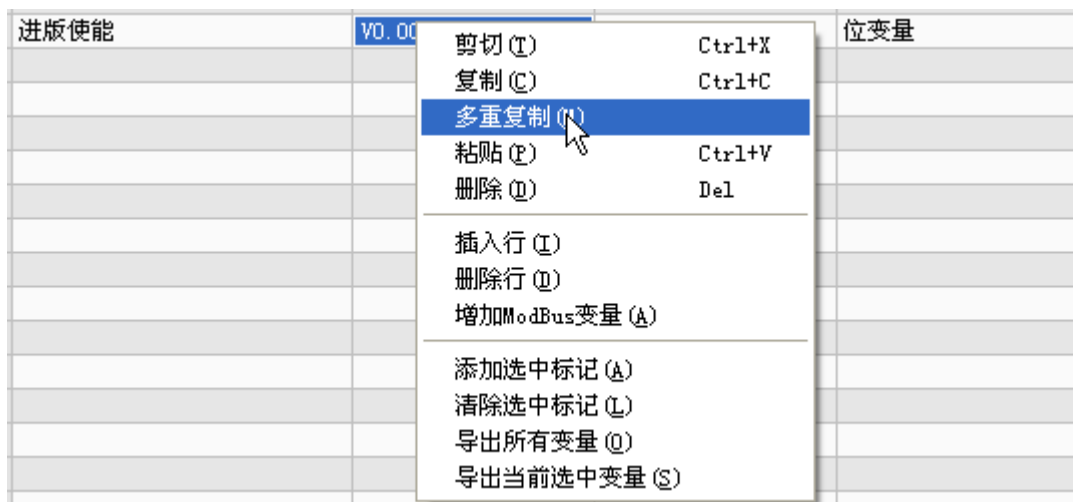 进版使能 V0.00 位变量
剪切(T) Ctrl+X
复制(C) Ctrl+C
多重复制(M)
粘贴(P) Ctrl+V
删除(D) Del
插入行(I)
删除行(D)
增加ModBus变量(A)
添加选中标记(A)
清除选中标记(L)
导出所有变量(O)
导出当前选中变量(S)